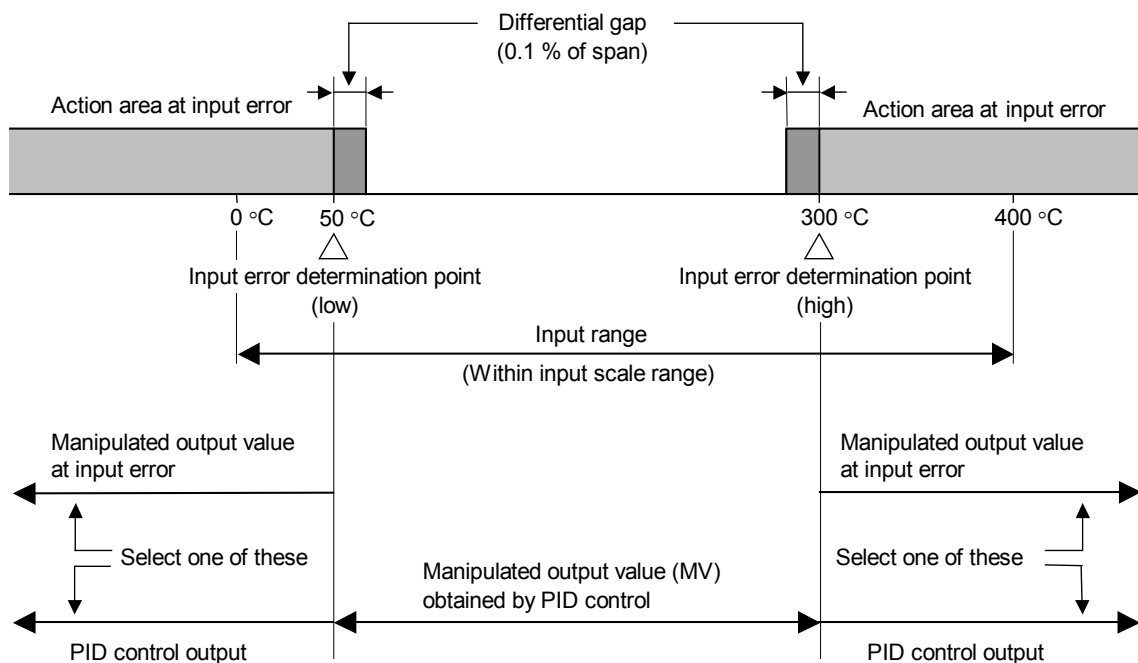 Differential gap
(0.1 % of span)
Action area at input error
Action area at input error
0 °C
50 °C
300 °C
400 °C
Input error determination point
(low)
Input error determination point
(high)
Input range
(Within input scale range)
Manipulated output value
at input error
Manipulated output value
at input error
Select one of these
Select one of these
Manipulated output value (MV)
obtained by PID control
PID control output
PID control output